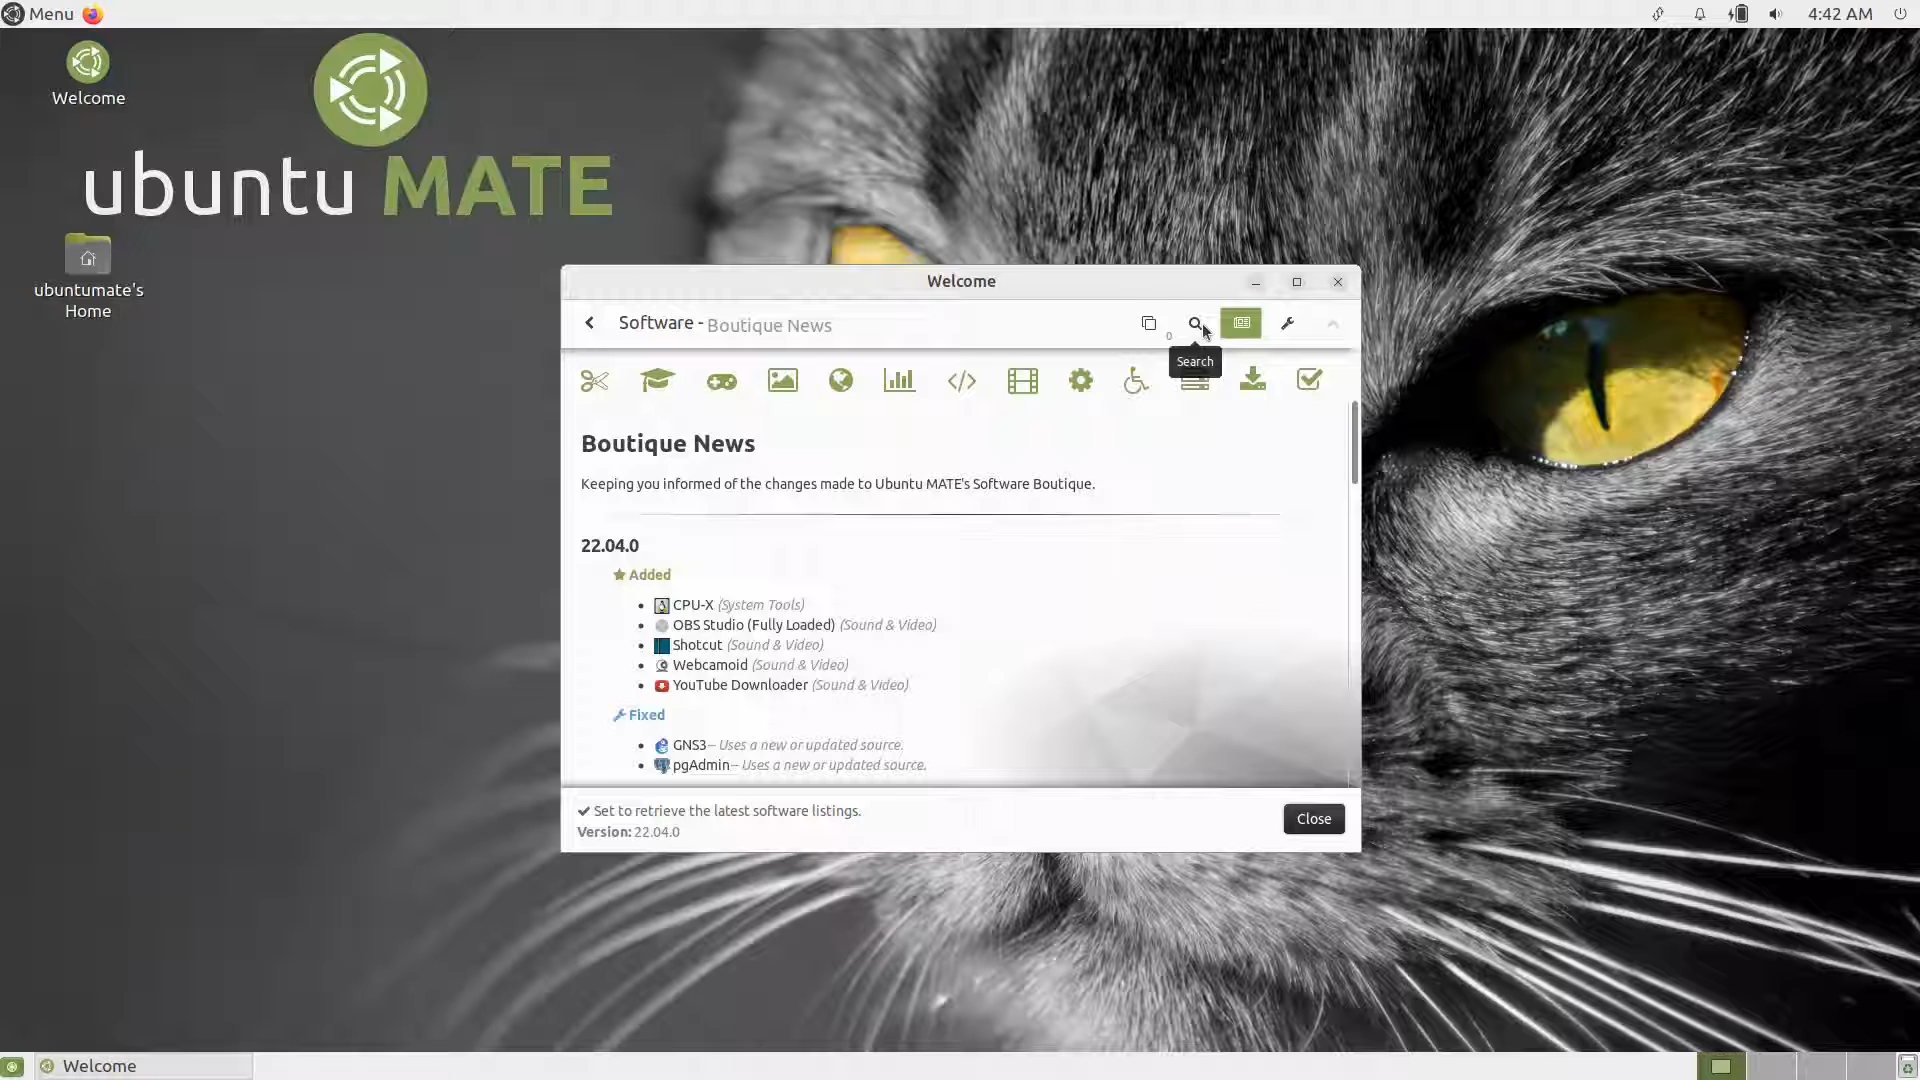 Menu
4:42 AM
Welcome
ubuntu MATE
ubuntumate's
Home
Welcome
Software - Boutique News
0
Search
Boutique News
Keeping you informed of the changes made to Ubuntu MATE's Software Boutique.
22.04.0
Added
CPU-X (System Tools)
OBS Studio (Fully Loaded) (Sound & Video)
Shotcut (Sound & Video)
Webcamoid (Sound & Video)
YouTube Downloader (Sound & Video)
Fixed
GNS3– Uses a new or updated source.
pgAdmin– Uses a new or updated source.
Set to retrieve the latest software listings.
Version: 22.04.0
Close
Welcome